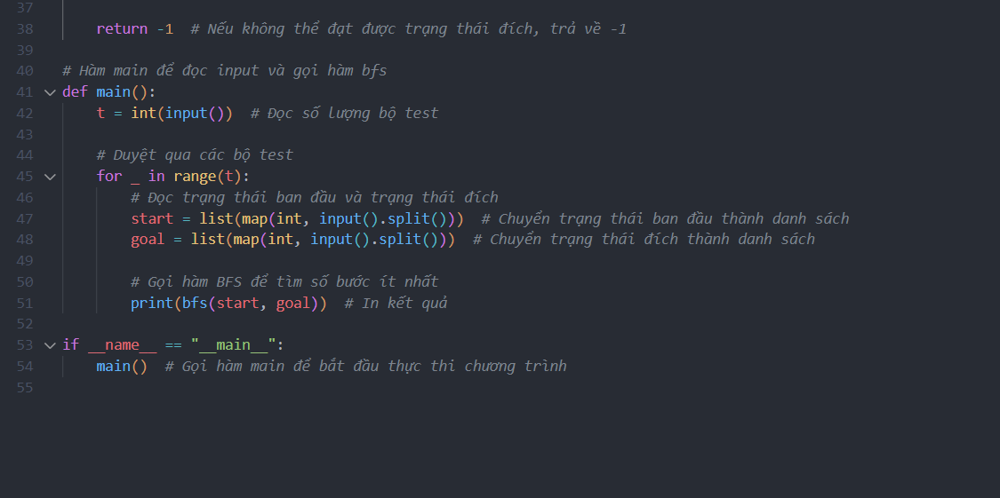 37
38 return -1 # Nếu không thể đạt được trạng thái đích, trả về -1
39
40 # Hàm main để đọc input và gọi hàm bfs
41 def main():
42 t = int(input()) # Đọc số lượng bộ test
43
44 # Duyệt qua các bộ test
45 for _ in range(t):
46 # Đọc trạng thái ban đầu và trạng thái đích
47 start = list(map(int, input().split())) # Chuyển trạng thái ban đầu thành danh sách
48 goal = list(map(int, input().split())) # Chuyển trạng thái đích thành danh sách
49
50 # Gọi hàm BFS để tìm số bước ít nhất
51 print(bfs(start, goal)) # In kết quả
52
53 if __name__ == "__main__":
54 main() # Gọi hàm main để bắt đầu thực thi chương trình
55